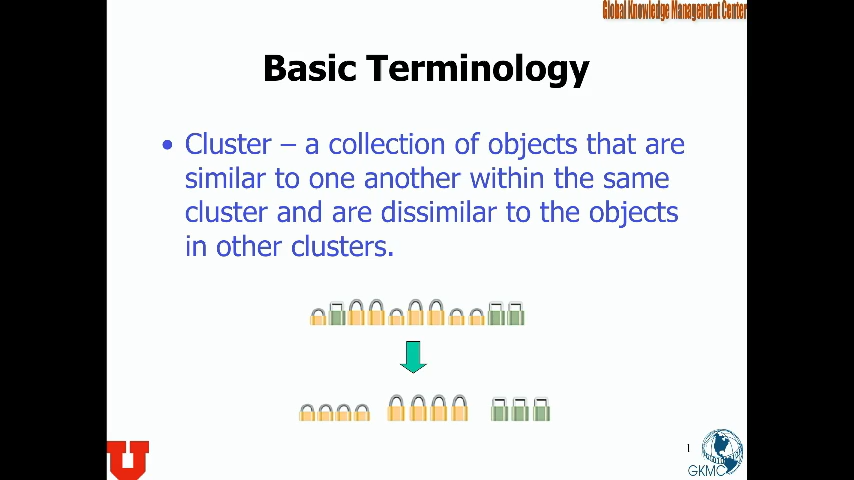 Global Knowledge Management Center
Basic Terminology
• Cluster – a collection of objects that are
similar to one another within the same
cluster and are dissimilar to the objects
in other clusters.
1
U
GKMC